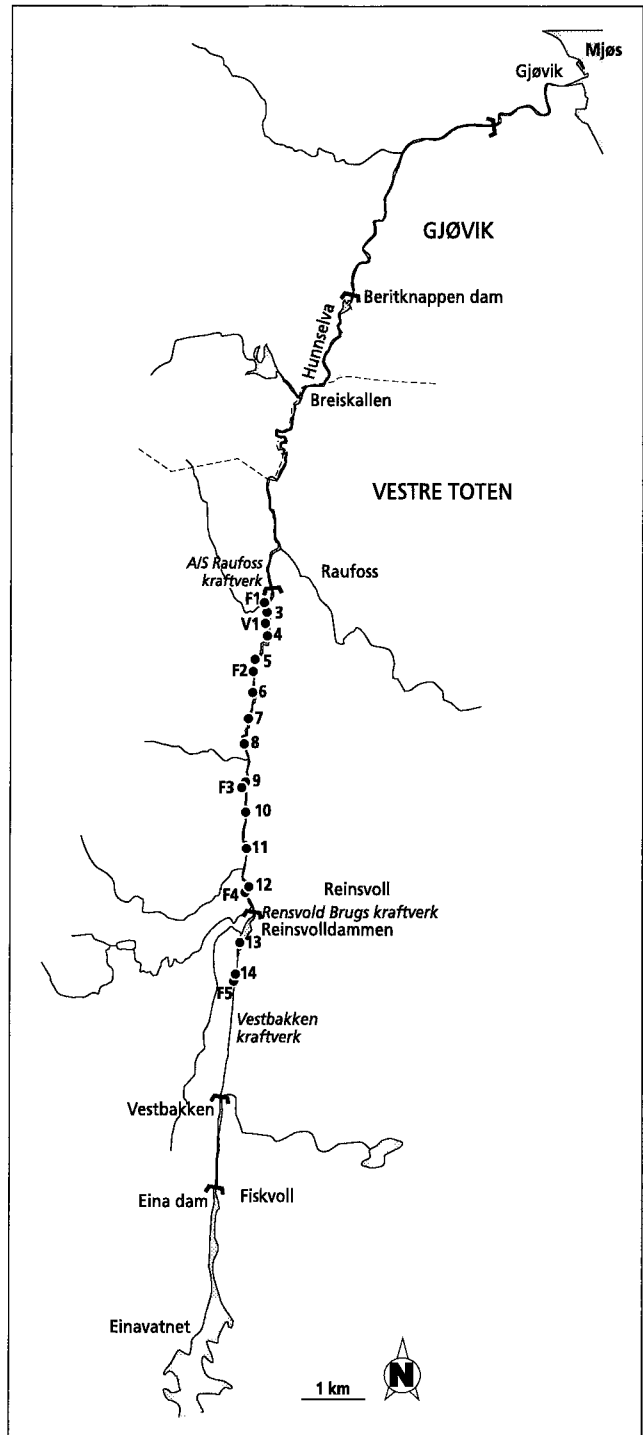 Mjøs
Gjøvik
GJØVIK
Beritknappen dam
Hunnselva
Breiskallen
VESTRE TOTEN
A/S Raufoss
kraftverk
Raufoss
F1
3
V1
4
5
F2
6
7
8
9
F3
10
11
12
F4
Reinsvoll
Rensvold Brugs kraftverk
Reinsvolldammen
13
14
F5
Vestbakken
kraftverk
Vestbakken
Eina dam
Fiskvoll
Einavatnet
1 km
N